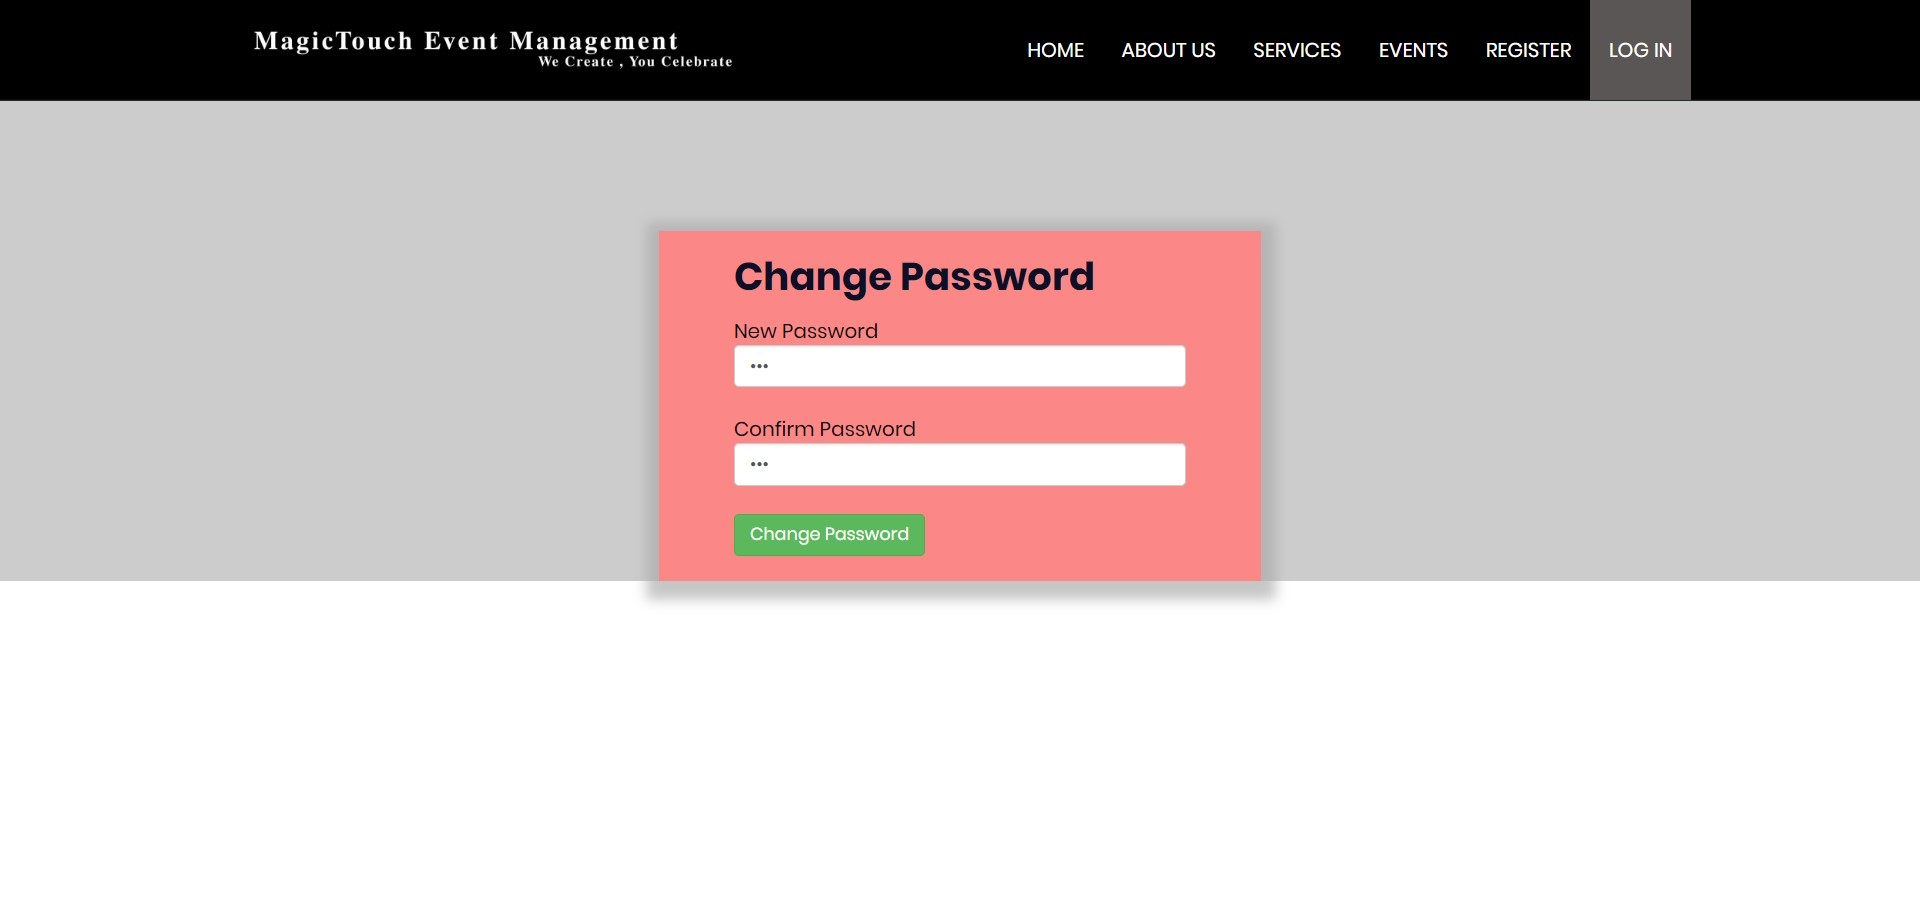 MagicTouch Event Management
We Create , You Celebrate
HOME ABOUT US SERVICES EVENTS REGISTER LOG IN
Change Password
New Password
•••
Confirm Password
•••
Change Password